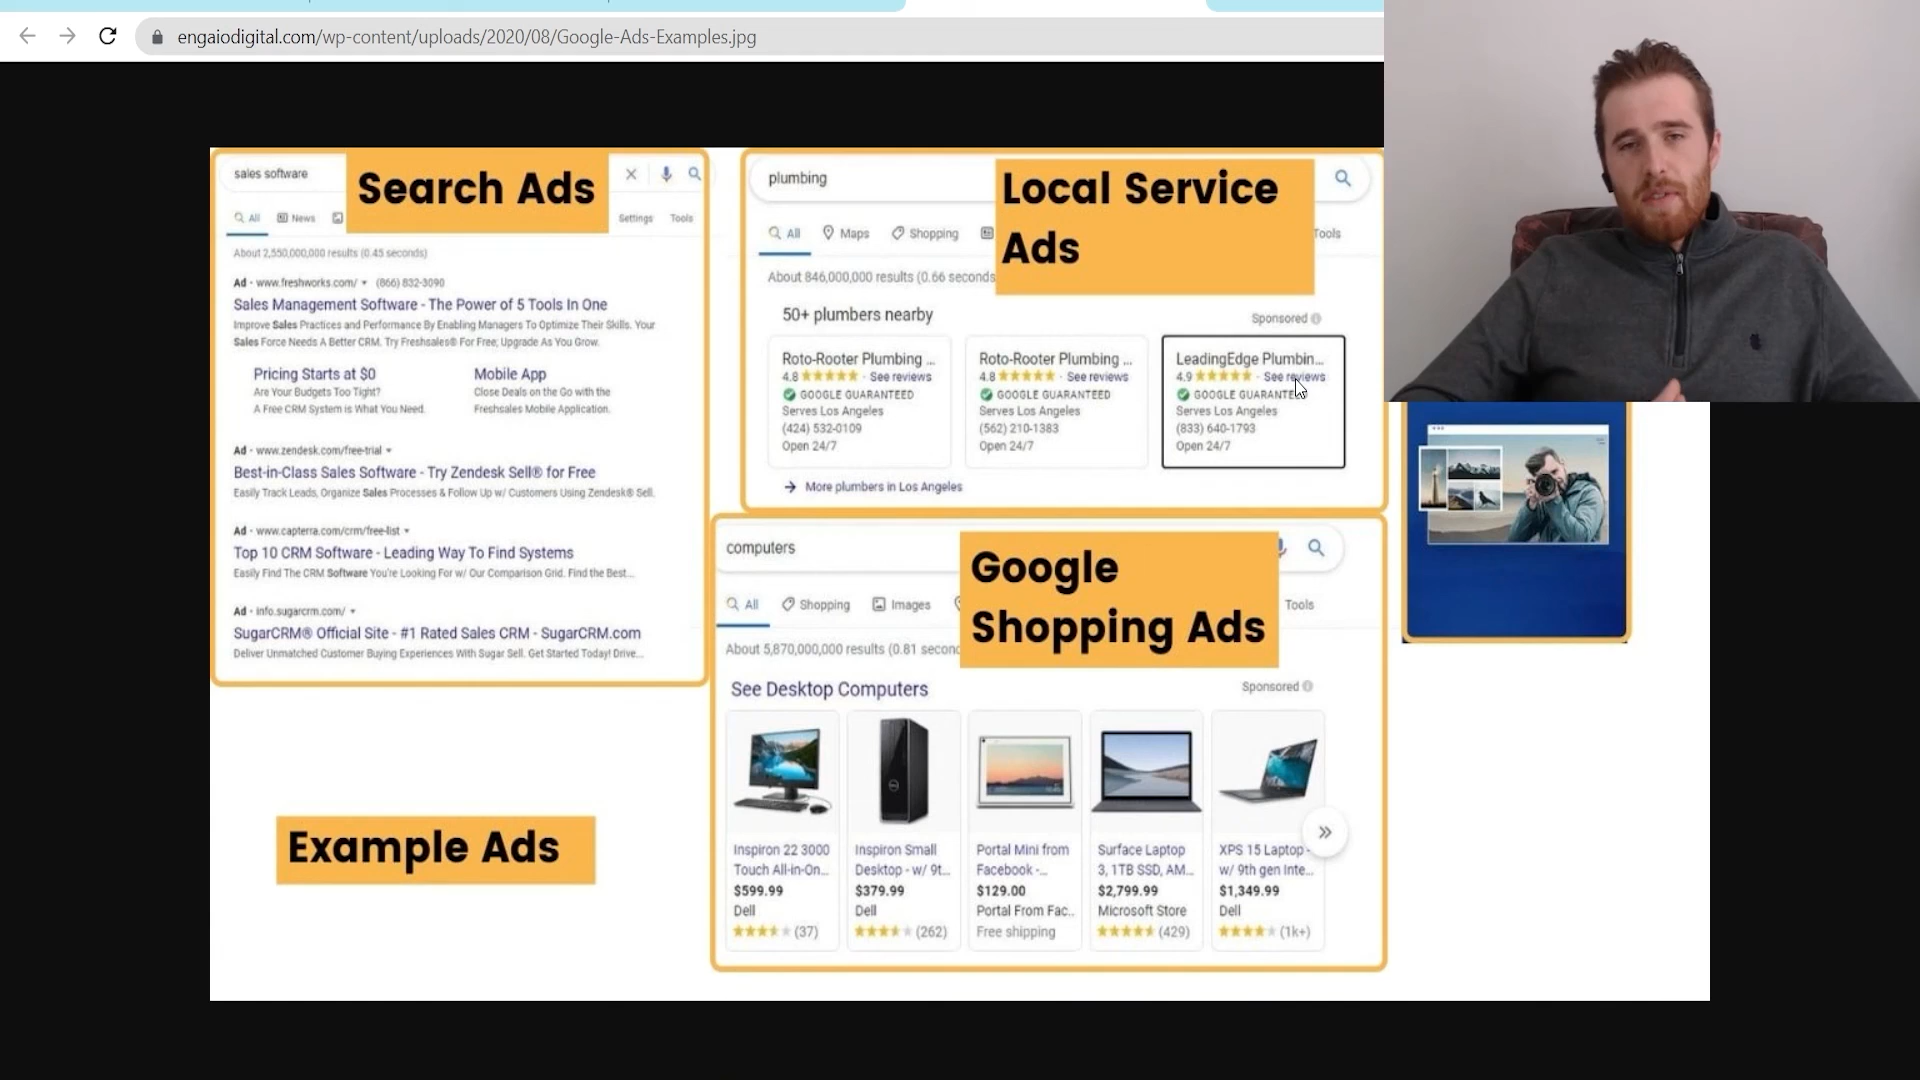 engaiodigital.com/wp-content/uploads/2020/08/Google-Ads-Examples.jpg
sales software
Search Ads
All
News
Settings
Tools
About 2,550,000,000 results (0.45 seconds)
Ad · www.freshworks.com/ (866) 832-3090
Sales Management Software - The Power of 5 Tools In One
Improve Sales Practices and Performance By Enabling Managers To Optimize Their Skills. Your
Sales Force Needs A Better CRM. Try Freshsales® For Free; Upgrade As You Grow.
Pricing Starts at $0
Are Your Budgets Too Tight?
A Free CRM System is What You Need.
Mobile App
Close Deals on the Go with the
Freshsales Mobile Application.
Ad · www.zendesk.com/free-trial
Best-in-Class Sales Software - Try Zendesk Sell® for Free
Easily Track Leads, Organize Sales Processes & Follow Up w/ Customers Using Zendesk® Sell.
Ad · www.capterra.com/crm/free-list
Top 10 CRM Software - Leading Way To Find Systems
Easily Find The CRM Software You're Looking For w/ Our Comparison Grid. Find the Best...
Ad · info.sugarcrm.com/
SugarCRM® Official Site - #1 Rated Sales CRM - SugarCRM.com
Deliver Unmatched Customer Buying Experiences With Sugar Sell. Get Started Today! Drive...
Example Ads
plumbing
Local Service
Ads
All
Maps
Shopping
Tools
About 846,000,000 results (0.66 seconds
50+ plumbers nearby
Sponsored
Roto-Rooter Plumbing ...
4.8 · See reviews
GOOGLE GUARANTEED
Serves Los Angeles
(424) 532-0109
Open 24/7
Roto-Rooter Plumbing ...
4.8 · See reviews
GOOGLE GUARANTEED
Serves Los Angeles
(562) 210-1383
Open 24/7
LeadingEdge Plumbin...
4.9 · See reviews
GOOGLE GUARANTE
Serves Los Angeles
(833) 640-1793
Open 24/7
More plumbers in Los Angeles
computers
Google
Shopping Ads
All
Shopping
Images
Tools
About 5,870,000,000 results (0.81 secon
See Desktop Computers
Sponsored
Inspiron 22 3000
Touch All-in-On...
$599.99
Dell
(37)
Inspiron Small
Desktop - w/ 9t...
$379.99
Dell
(262)
Portal Mini from
Facebook -...
$129.00
Portal From Fac..
Free shipping
Surface Laptop
3, 1TB SSD, AM...
$2,799.99
Microsoft Store
(429)
XPS 15 Laptop -
w/ 9th gen Inte...
$1,349.99
Dell
(1k+)